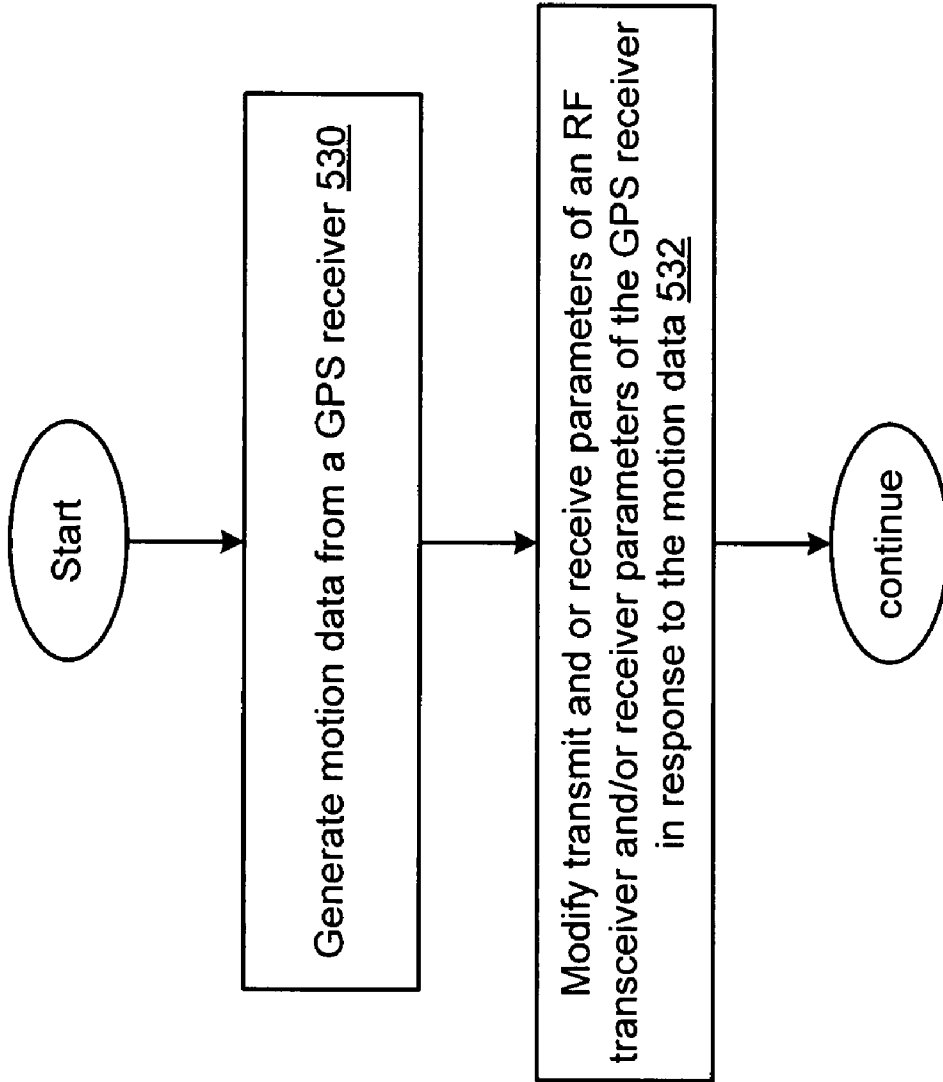 Start
Generate motion data from a GPS receiver 530
Modify transmit and or receive parameters of an RF
transceiver and/or receiver parameters of the GPS receiver
in response to the motion data 532
continue